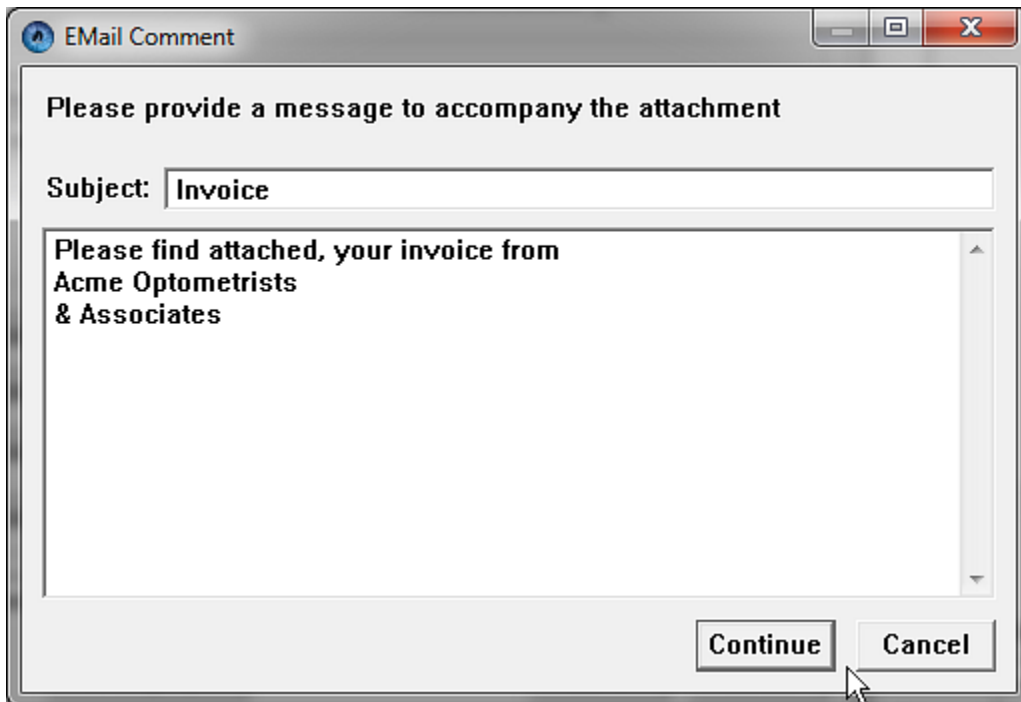 EMail Comment
Please provide a message to accompany the attachment
Subject: Invoice
Please find attached, your invoice from
Acme Optometrists
& Associates
Continue Cancel